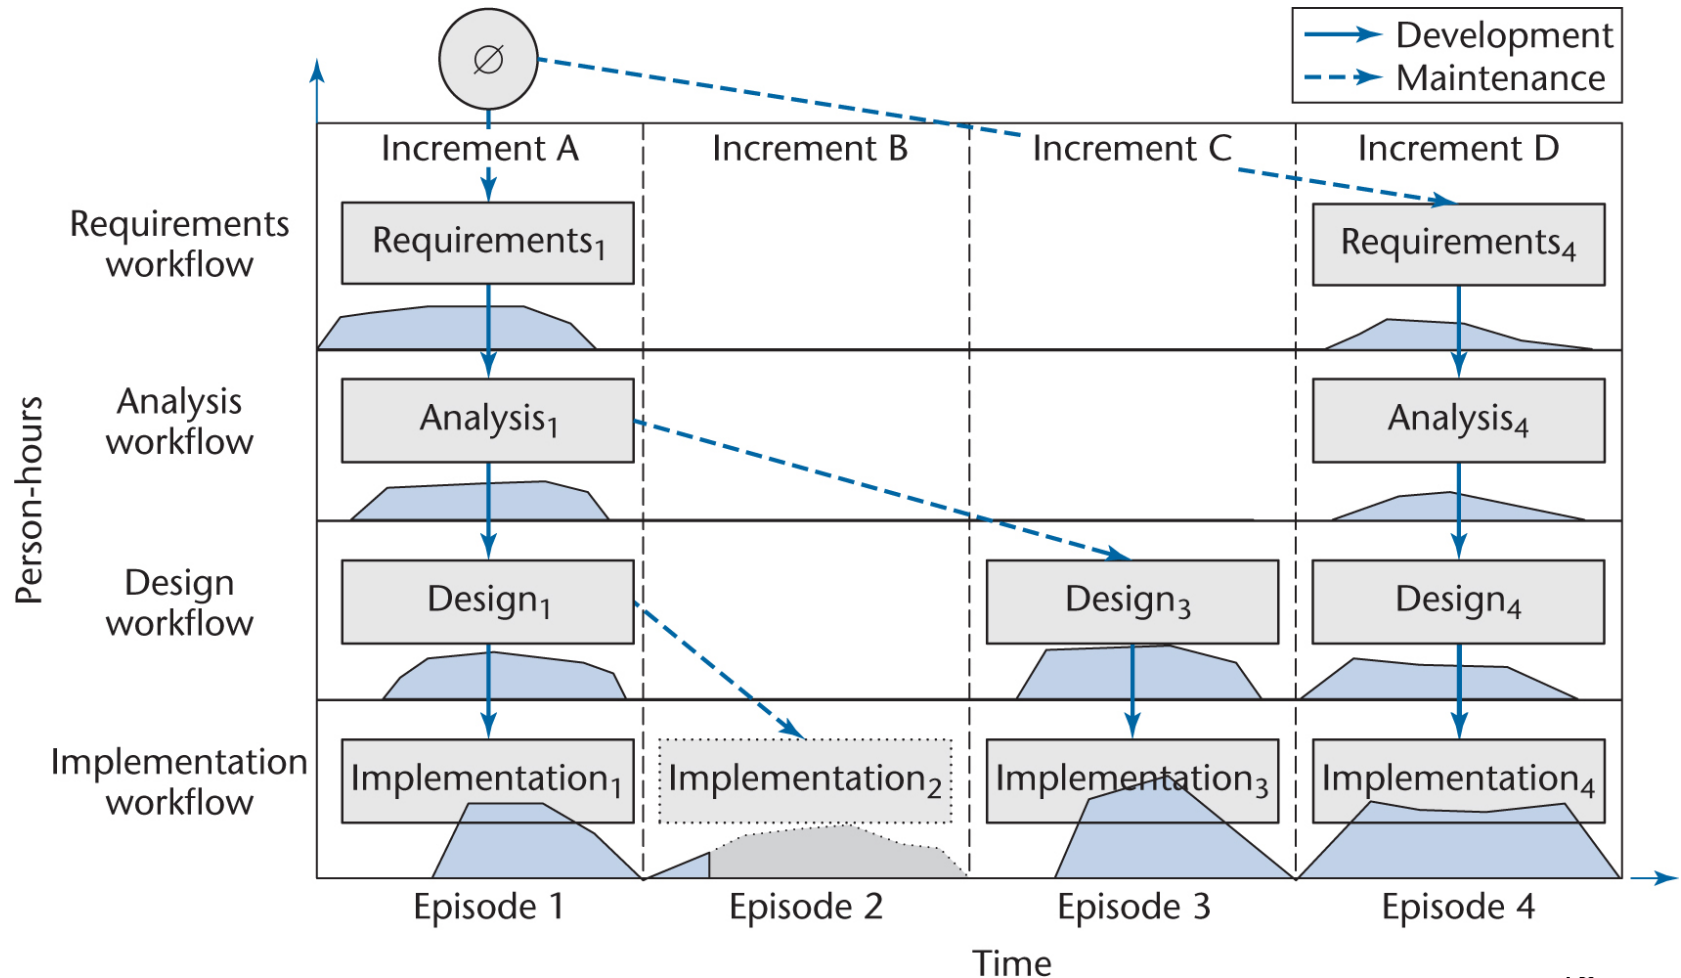 ∅
Development
Maintenance
Increment A
Increment B
Increment C
Increment D
Requirements
workflow
Requirements₁
Requirements₄
Analysis
workflow
Analysis₁
Analysis₄
Person-hours
Design
workflow
Design₁
Design₃
Design₄
Implementation
workflow
Implementation₁
Implementation₂
Implementation₃
Implementation₄
Episode 1
Episode 2
Episode 3
Episode 4
Time